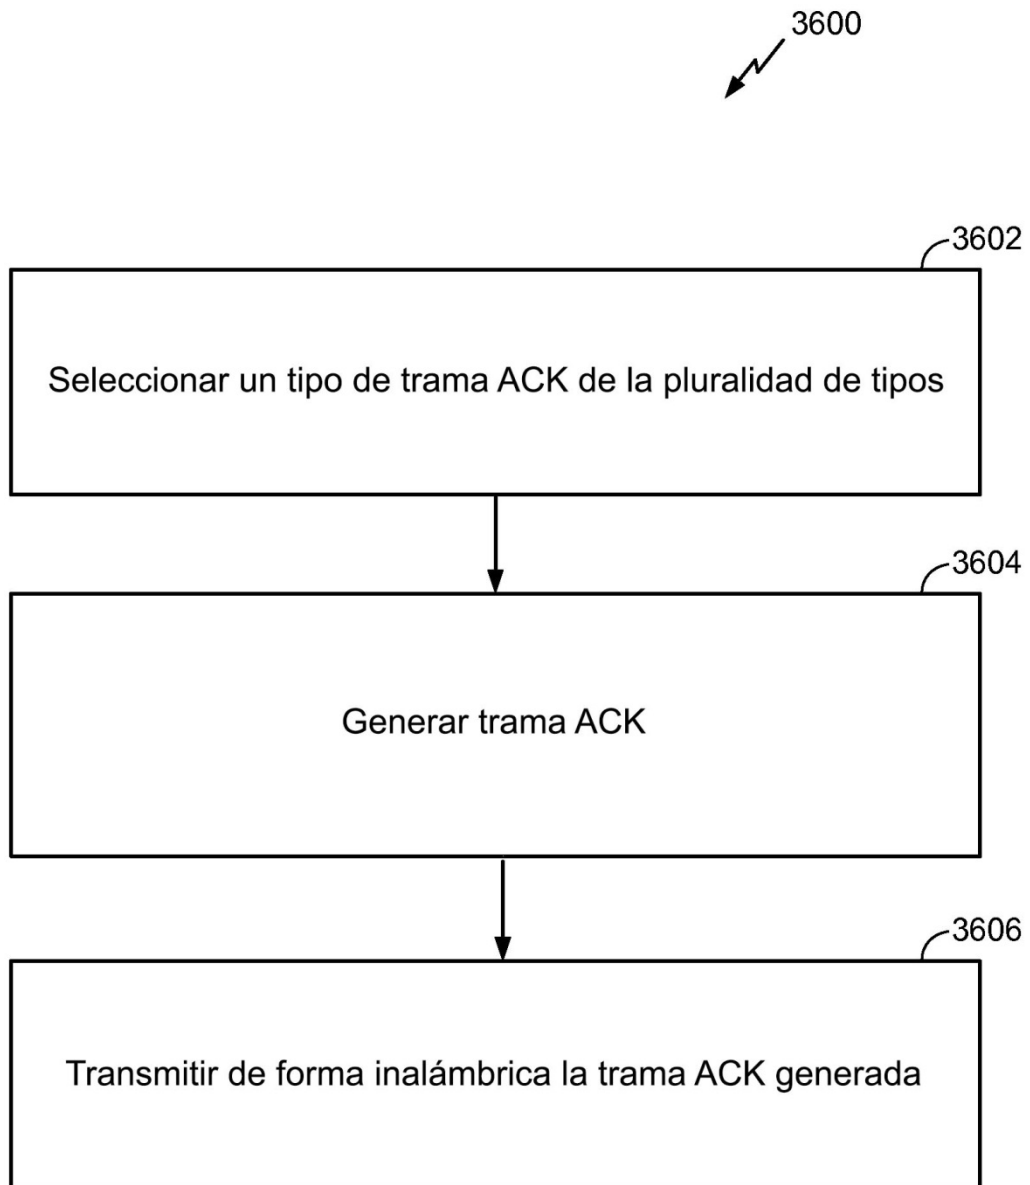 3600
3602
Seleccionar un tipo de trama ACK de la pluralidad de tipos
3604
Generar trama ACK
3606
Transmitir de forma inalámbrica la trama ACK generada